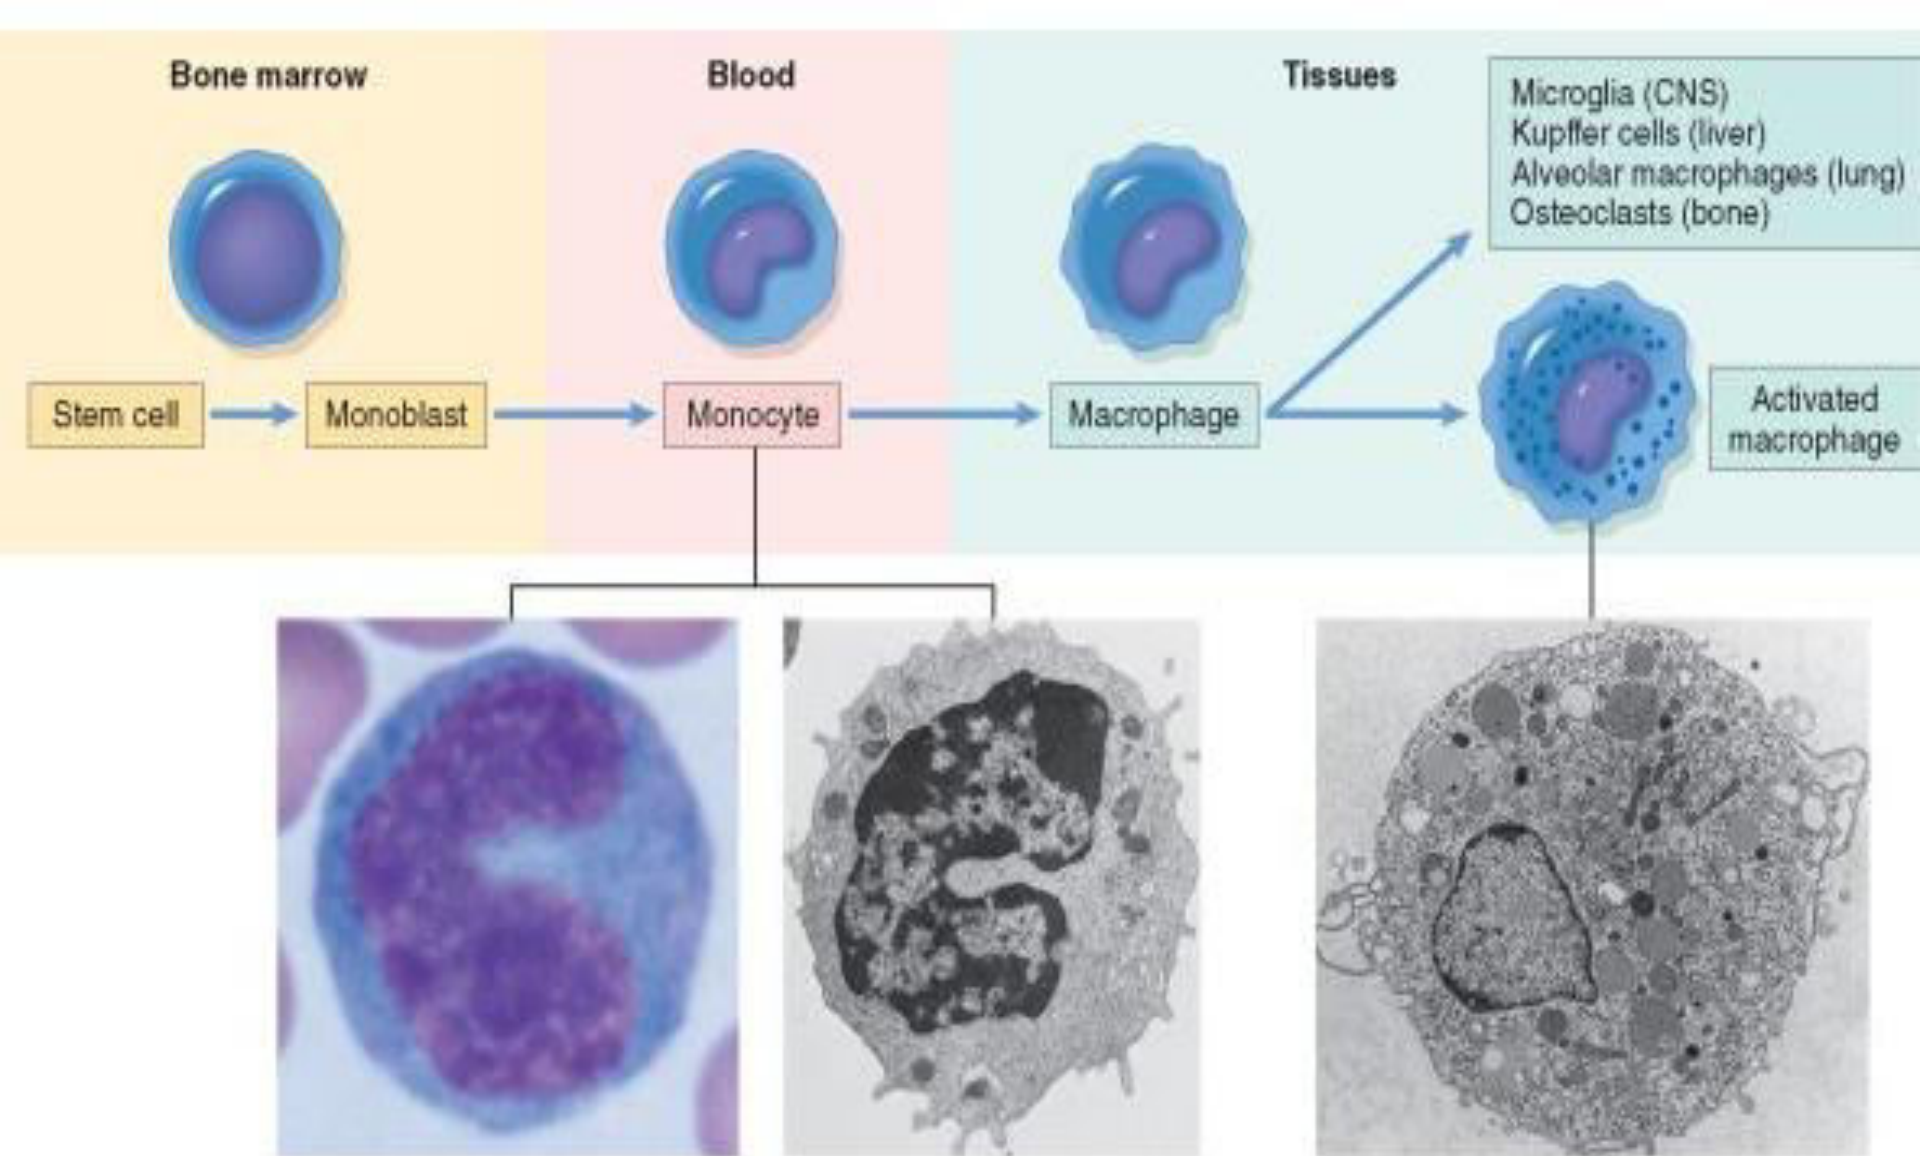 Bone marrow
Blood
Tissues
Microglia (CNS)
Kupffer cells (liver)
Alveolar macrophages (lung)
Osteoclasts (bone)
Stem cell
Monoblast
Monocyte
Macrophage
Activated
macrophage